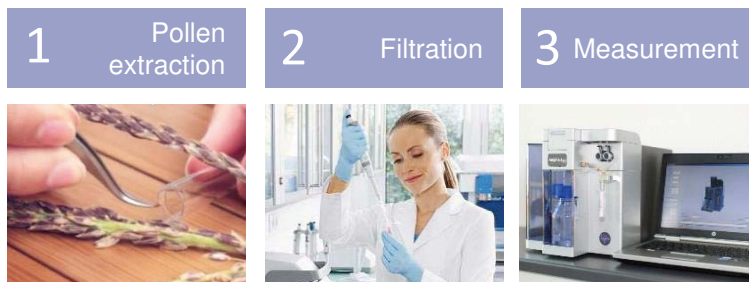 1
Pollen
extraction
2
Filtration
3
Measurement